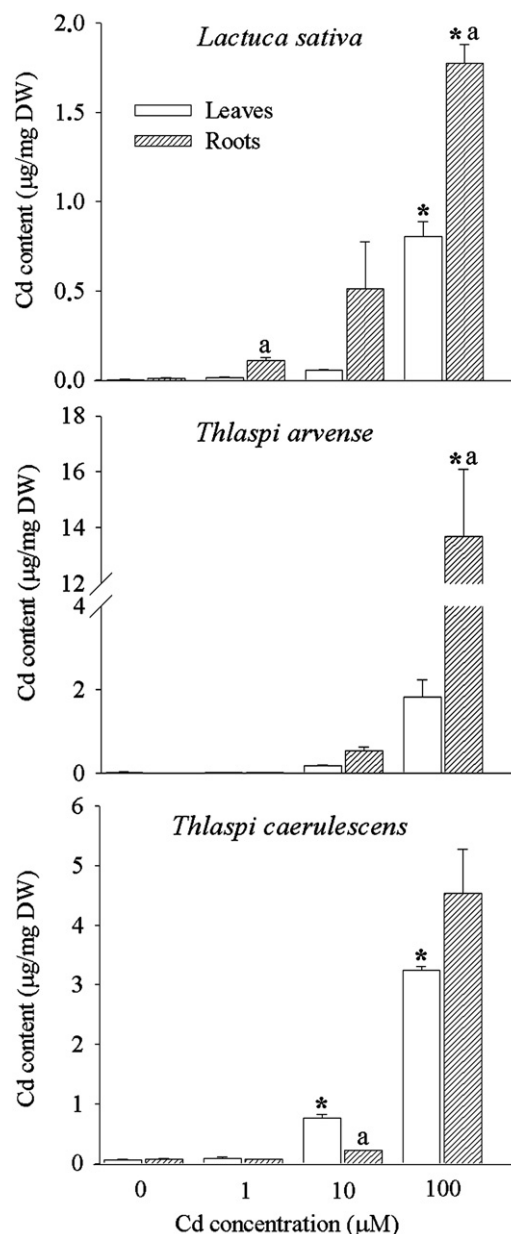 Lactuca sativa
Leaves
Roots
Cd content (µg/mg DW)
2.0
1.5
1.0
0.5
0.0
a
*
* a
Thlaspi arvense
Cd content (µg/mg DW)
18
16
14
12
4
2
0
* a
Thlaspi caerulescens
Cd content (µg/mg DW)
6
5
4
3
2
1
0
*
a
*
0 1 10 100
Cd concentration (µM)